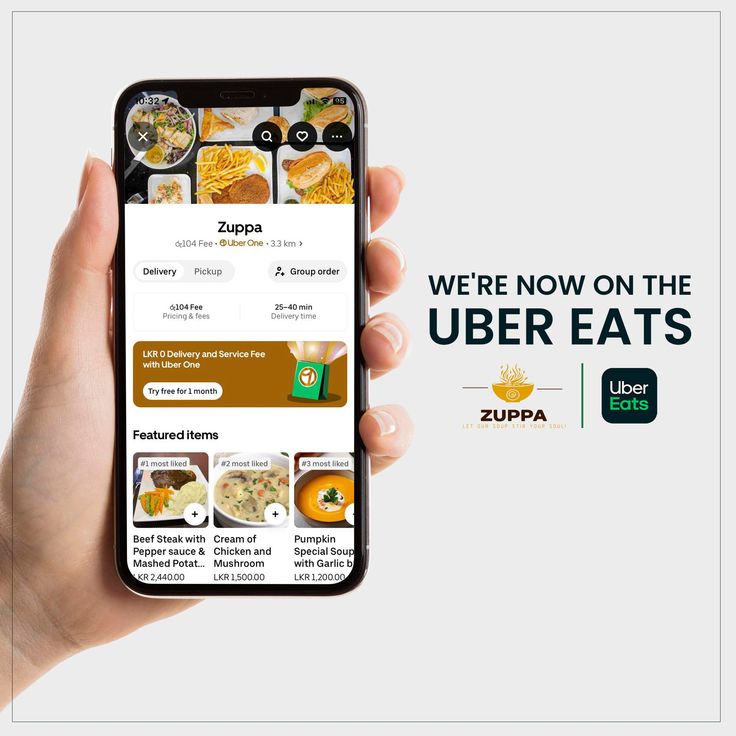 10:32
95
Zuppa
රු104 Fee • Uber One • 3.3 km >
Delivery Pickup Group order
රු104 Fee
Pricing & fees
25–40 min
Delivery time
LKR 0 Delivery and Service Fee
with Uber One
Try free for 1 month
Featured items
#1 most liked
#2 most liked
#3 most liked
Beef Steak with
Pepper sauce &
Mashed Potat...
LKR 2,440.00
Cream of
Chicken and
Mushroom
LKR 1,500.00
Pumpkin
Special Soup
with Garlic b
LKR 1,200.00
WE'RE NOW ON THE
UBER EATS
ZUPPA
LET OUR SOUP STIR YOUR SOUL!
Uber
Eats